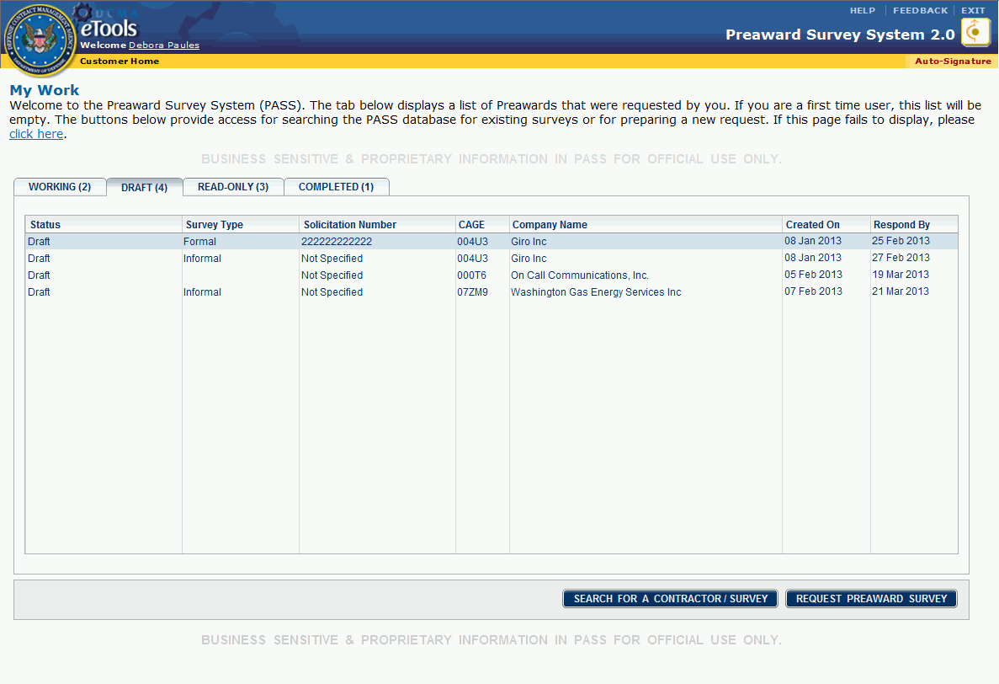 HELP FEEDBACK EXIT
DCMA
eTools
Welcome Debora Paules
Preaward Survey System 2.0
DEFENSE CONTRACT MANAGEMENT AGENCY
DEPARTMENT OF DEFENSE
Customer Home
Auto-Signature
My Work
Welcome to the Preaward Survey System (PASS). The tab below displays a list of Preawards that were requested by you. If you are a first time user, this list will be
empty. The buttons below provide access for searching the PASS database for existing surveys or for preparing a new request. If this page fails to display, please
click here.
BUSINESS SENSITIVE & PROPRIETARY INFORMATION IN PASS FOR OFFICIAL USE ONLY.
WORKING (2) DRAFT (4) READ-ONLY (3) COMPLETED (1)
Status Survey Type Solicitation Number CAGE Company Name Created On Respond By
Draft Formal 222222222222 004U3 Giro Inc 08 Jan 2013 25 Feb 2013
Draft Informal Not Specified 004U3 Giro Inc 08 Jan 2013 27 Feb 2013
Draft Not Specified 000T6 On Call Communications, Inc. 05 Feb 2013 19 Mar 2013
Draft Informal Not Specified 07ZM9 Washington Gas Energy Services Inc 07 Feb 2013 21 Mar 2013
SEARCH FOR A CONTRACTOR / SURVEY REQUEST PREAWARD SURVEY
BUSINESS SENSITIVE & PROPRIETARY INFORMATION IN PASS FOR OFFICIAL USE ONLY.